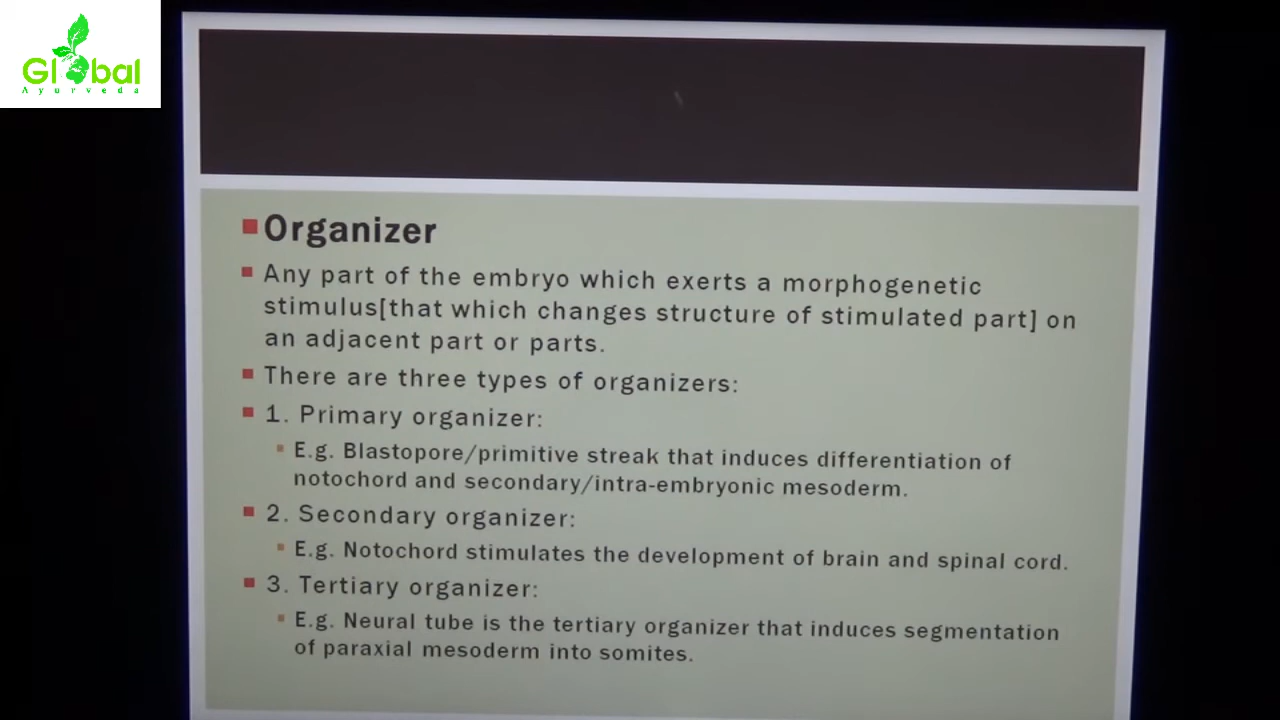 Global
Ayurveda
Organizer
Any part of the embryo which exerts a morphogenetic
stimulus[that which changes structure of stimulated part] on
an adjacent part or parts.
There are three types of organizers:
1. Primary organizer:
E.g. Blastopore/primitive streak that induces differentiation of
notochord and secondary/intra-embryonic mesoderm.
2. Secondary organizer:
E.g. Notochord stimulates the development of brain and spinal cord.
3. Tertiary organizer:
E.g. Neural tube is the tertiary organizer that induces segmentation
of paraxial mesoderm into somites.